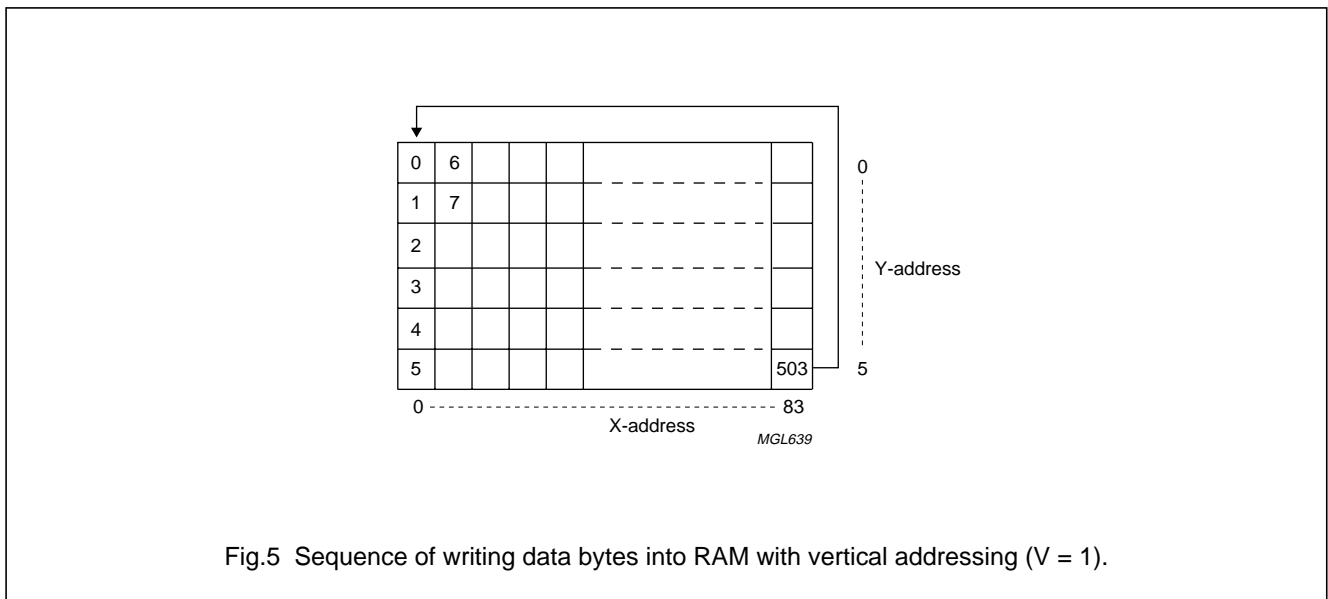 0 6
0
1 7
2
Y-address
3
4
5 503 5
0 83
X-address
MGL639
Fig.5 Sequence of writing data bytes into RAM with vertical addressing (V = 1).